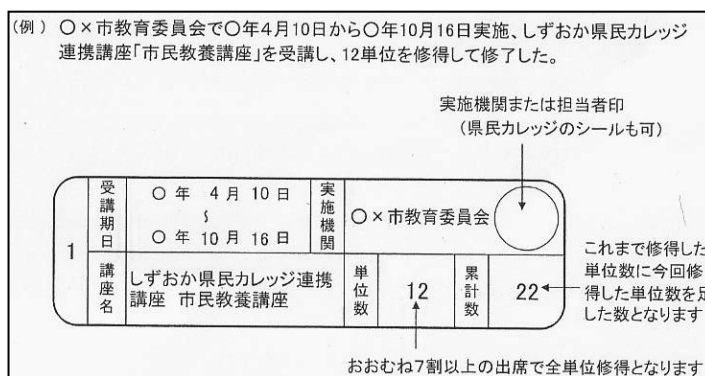 (例) 〇×市教育委員会で〇年4月10日から〇年10月16日実施、しずおか県民カレッジ
連携講座「市民教養講座」を受講し、12単位を修得して修了した。
実施機関または担当者印
(県民カレッジのシールも可)
1
受講期日
〇 年 4 月 10 日
~
〇 年 10 月 16 日
実施機関
〇×市教育委員会
講座名
しずおか県民カレッジ連携
講座 市民教養講座
単位数
12
累計数
22
これまで修得した
単位数に今回修
得した単位数を足
した数となります
おおむね7割以上の出席で全単位修得となります